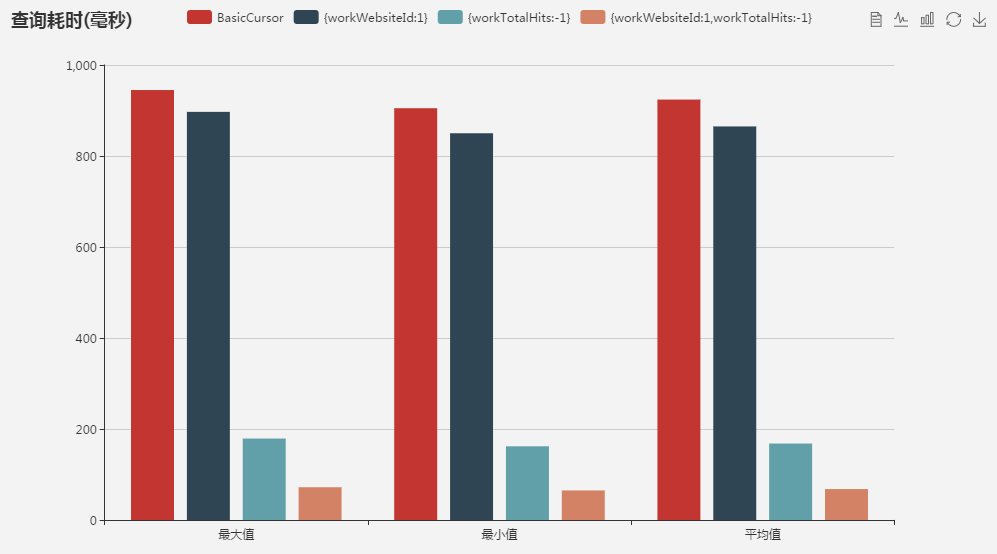 查询耗时(毫秒)
BasicCursor
{workWebsiteId:1}
{workTotalHits:-1}
{workWebsiteId:1,workTotalHits:-1}
1,000
800
600
400
200
0
最大值
最小值
平均值